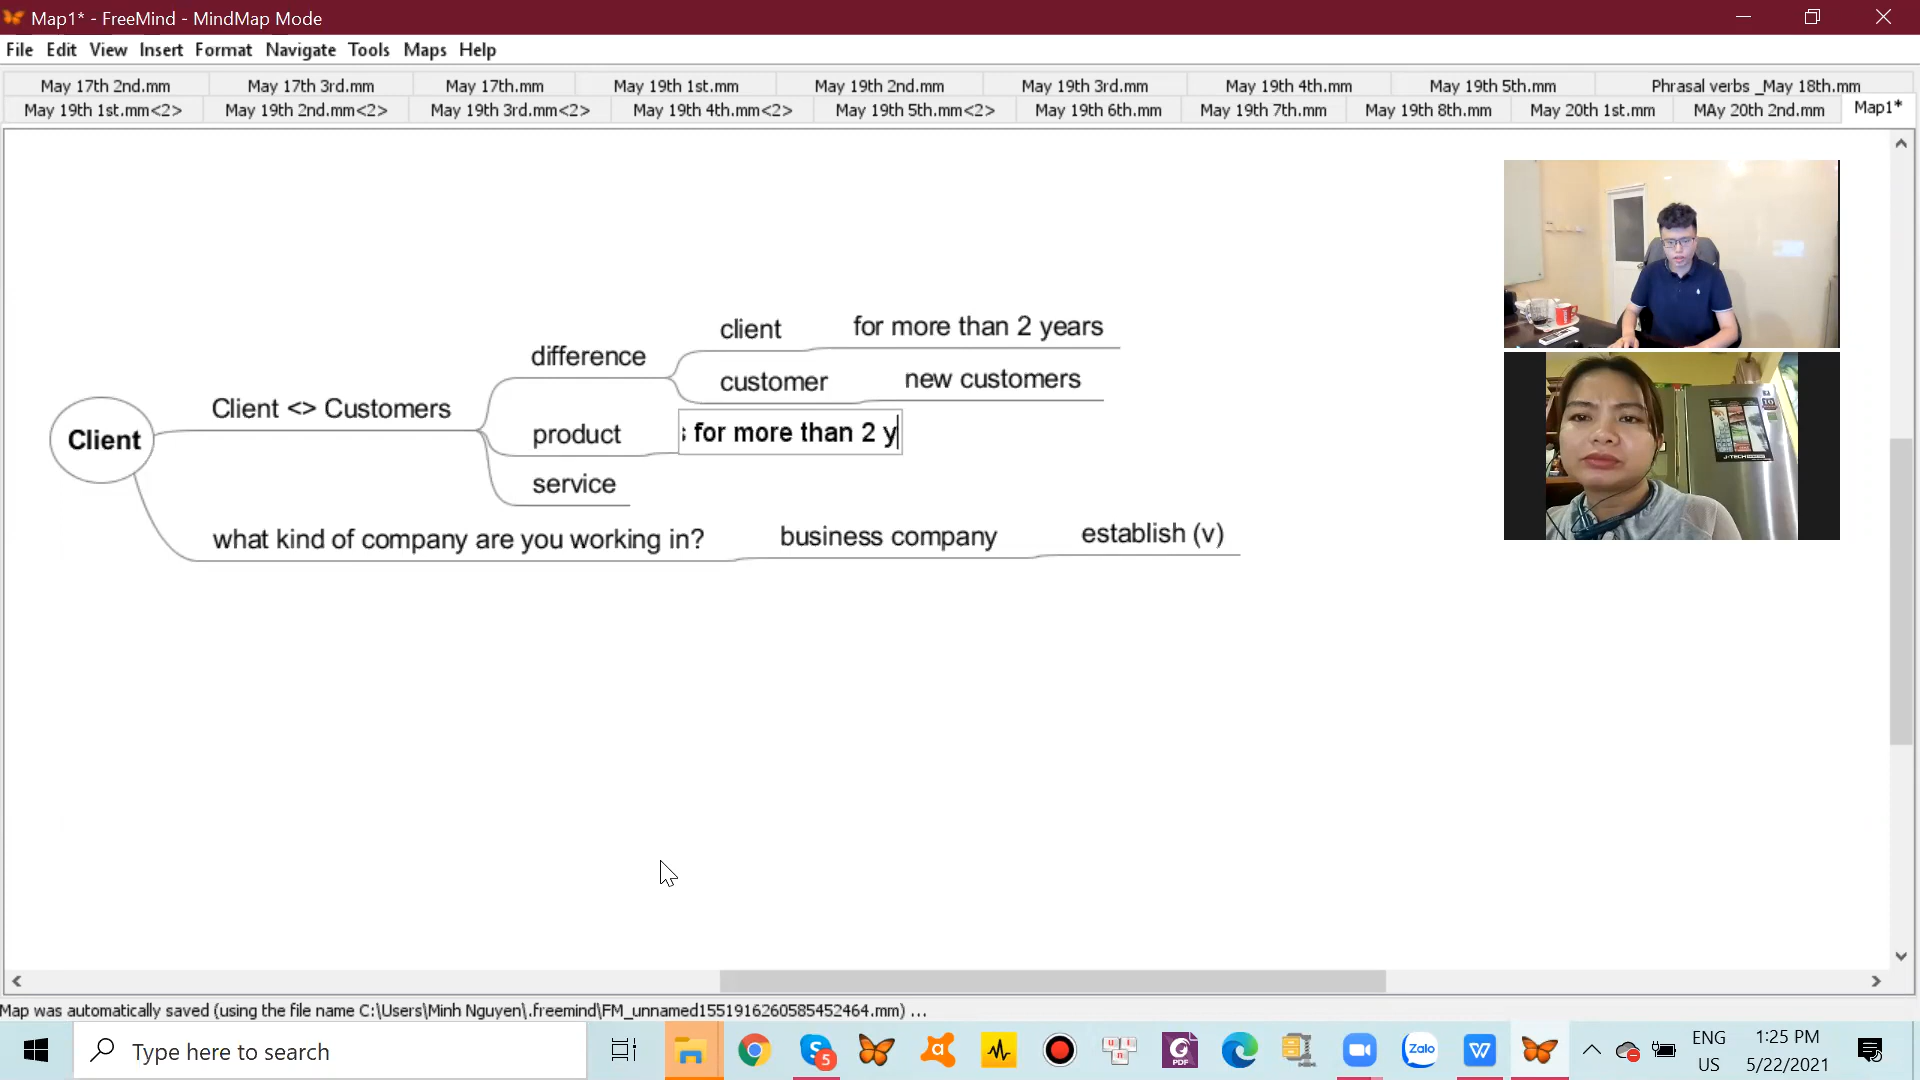 Map1* - FreeMind - MindMap Mode
File Edit View Insert Format Navigate Tools Maps Help
May 17th 2nd.mm May 17th 3rd.mm May 17th.mm May 19th 1st.mm May 19th 2nd.mm May 19th 3rd.mm May 19th 4th.mm May 19th 5th.mm Phrasal verbs _May 18th.mm
May 19th 1st.mm<2> May 19th 2nd.mm<2> May 19th 3rd.mm<2> May 19th 4th.mm<2> May 19th 5th.mm<2> May 19th 6th.mm May 19th 7th.mm May 19th 8th.mm May 20th 1st.mm MAy 20th 2nd.mm Map1*
client for more than 2 years
difference
customer new customers
Client <> Customers
Client
product for more than 2 y
service
what kind of company are you working in? business company establish (v)
J-TECH
Map was automatically saved (using the file name C:\Users\Minh Nguyen\.freemind\FM_unnamed1551916260585452464.mm) ...
Type here to search
5
u i n
PDF
Zalo
W
ENG
US
1:25 PM
5/22/2021